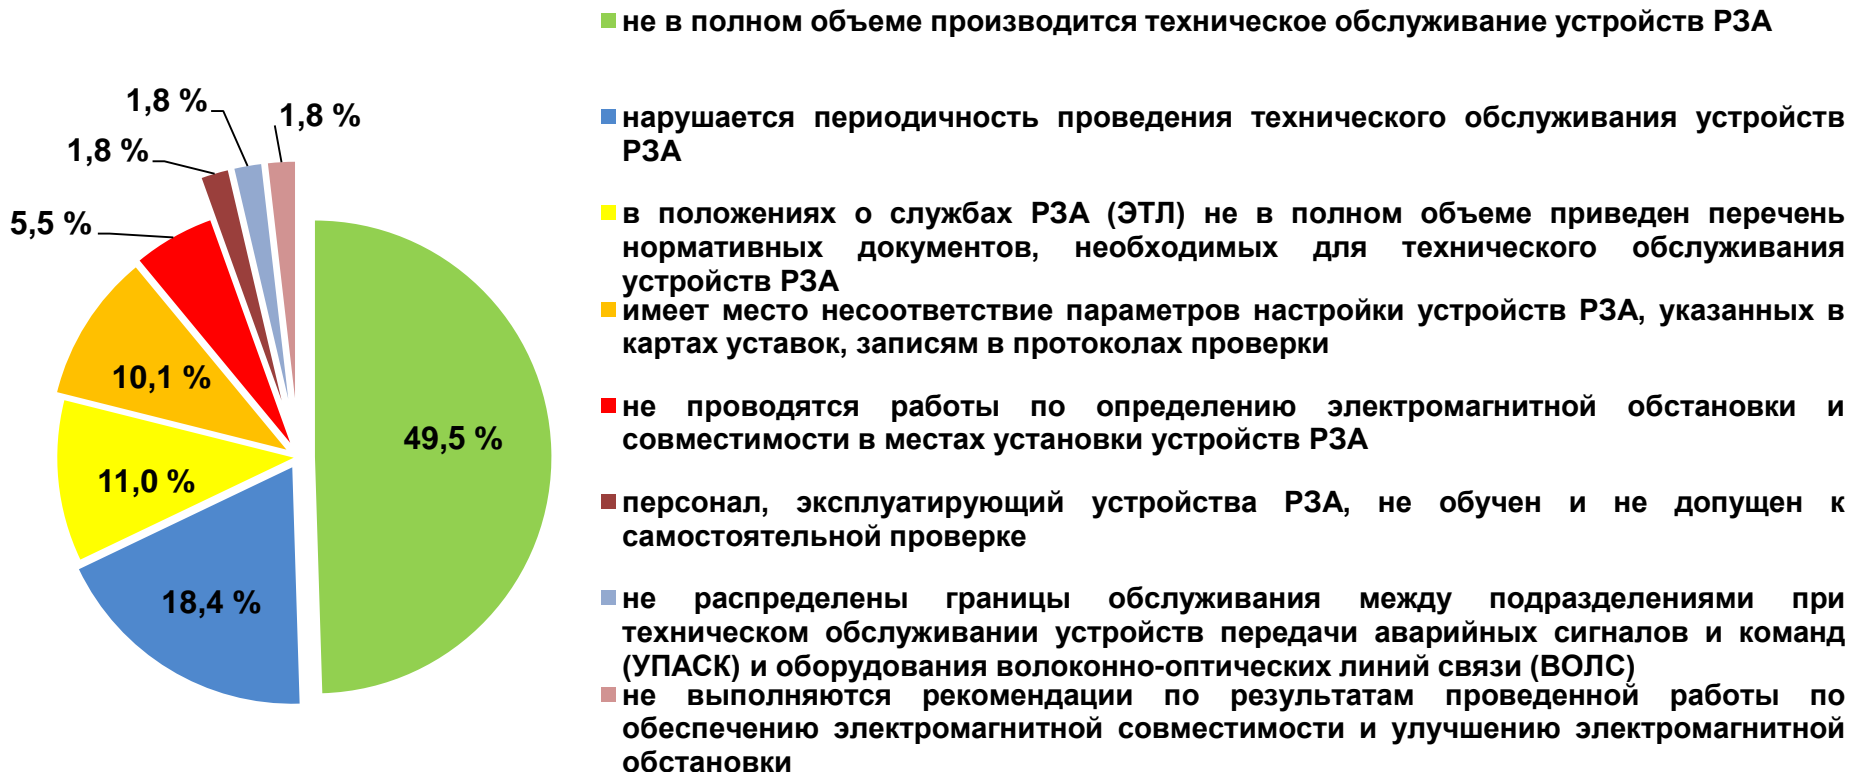 не в полном объеме производится техническое обслуживание устройств РЗА
1,8 %
1,8 %
1,8 %
5,5 %
10,1 %
11,0 %
18,4 %
49,5 %
нарушается периодичность проведения технического обслуживания устройств
РЗА
в положениях о службах РЗА (ЭТЛ) не в полном объеме приведен перечень
нормативных документов, необходимых для технического обслуживания
устройств РЗА
имеет место несоответствие параметров настройки устройств РЗА, указанных в
картах уставок, записям в протоколах проверки
не проводятся работы по определению электромагнитной обстановки и
совместимости в местах установки устройств РЗА
персонал, эксплуатирующий устройства РЗА, не обучен и не допущен к
самостоятельной проверке
не распределены границы обслуживания между подразделениями при
техническом обслуживании устройств передачи аварийных сигналов и команд
(УПАСК) и оборудования волоконно-оптических линий связи (ВОЛС)
не выполняются рекомендации по результатам проведенной работы по
обеспечению электромагнитной совместимости и улучшению электромагнитной
обстановки